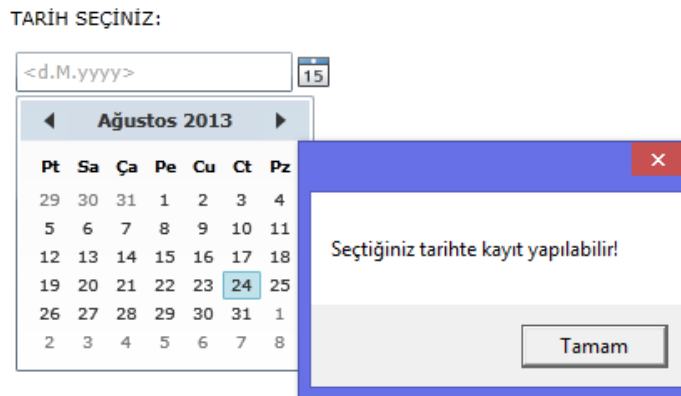 TARİH SEÇİNİZ:
<d.M.yyyy>
15
Ağustos 2013
Pt Sa Ça Pe Cu Ct Pz
29 30 31 1 2 3 4
5 6 7 8 9 10 11
12 13 14 15 16 17 18
19 20 21 22 23 24 25
26 27 28 29 30 31 1
2 3 4 5 6 7 8
Seçtiğiniz tarihte kayıt yapılabilir!
Tamam